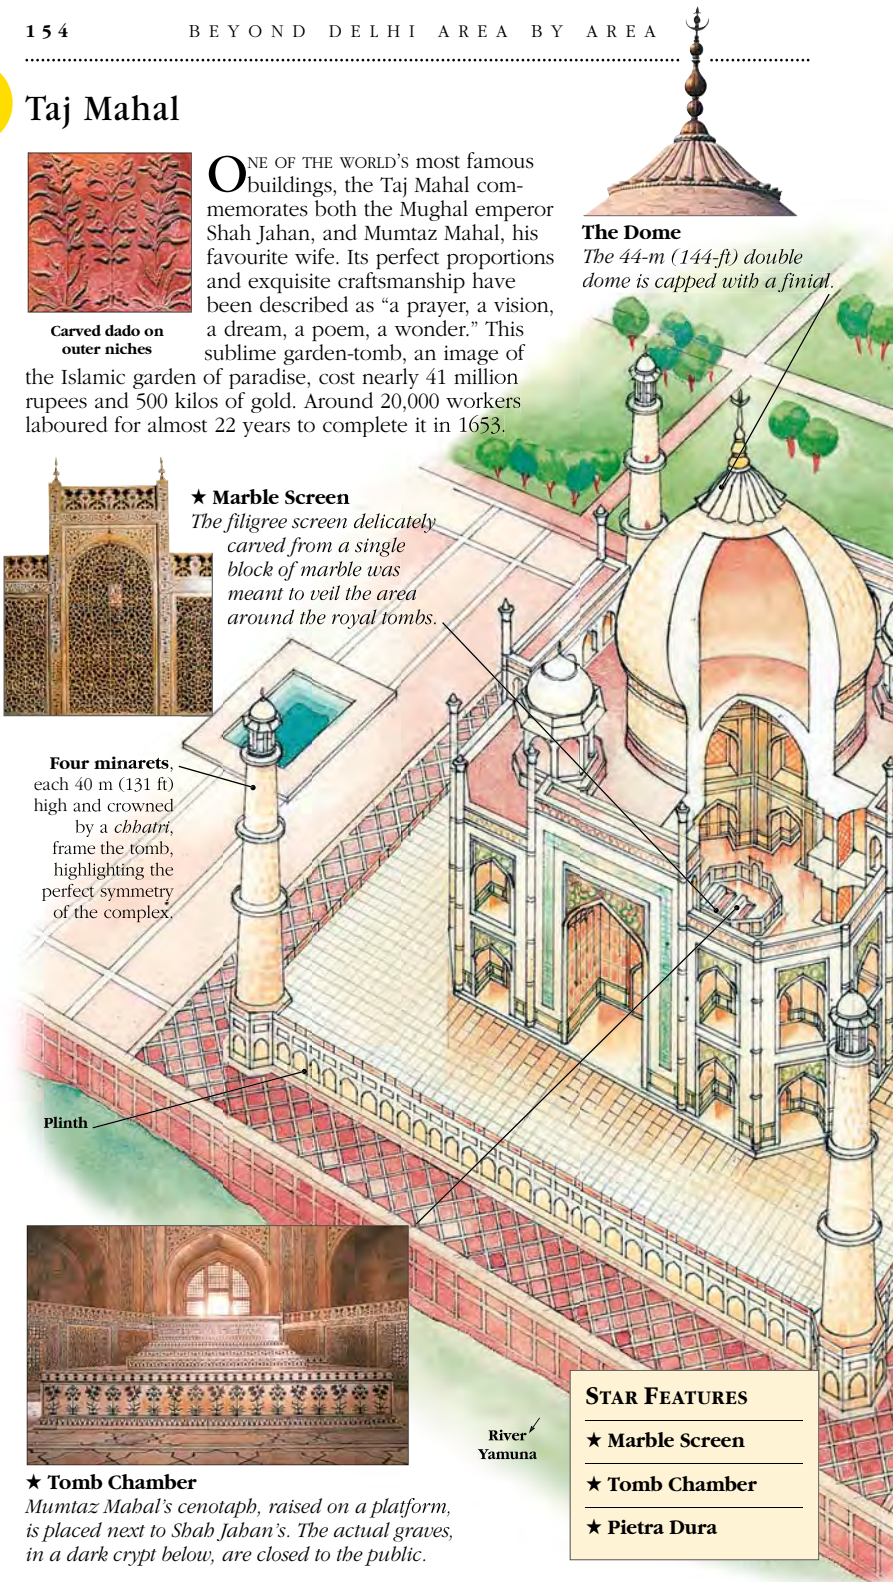 154
BEYOND DELHI AREA BY AREA
Taj Mahal
ONE OF THE WORLD'S most famous
buildings, the Taj Mahal com-
memorates both the Mughal emperor
Shah Jahan, and Mumtaz Mahal, his
favourite wife. Its perfect proportions
and exquisite craftsmanship have
been described as “a prayer, a vision,
a dream, a poem, a wonder.” This
sublime garden-tomb, an image of
the Islamic garden of paradise, cost nearly 41 million
rupees and 500 kilos of gold. Around 20,000 workers
laboured for almost 22 years to complete it in 1653.
Carved dado on
outer niches
The Dome
The 44-m (144-ft) double
dome is capped with a finial.
★ Marble Screen
The filigree screen delicately
carved from a single
block of marble was
meant to veil the area
around the royal tombs.
Four minarets,
each 40 m (131 ft)
high and crowned
by a chhatri,
frame the tomb,
highlighting the
perfect symmetry
of the complex.
Plinth
★ Tomb Chamber
Mumtaz Mahal's cenotaph, raised on a platform,
is placed next to Shah Jahan's. The actual graves,
in a dark crypt below, are closed to the public.
River
Yamuna
STAR FEATURES
★ Marble Screen
★ Tomb Chamber
★ Pietra Dura